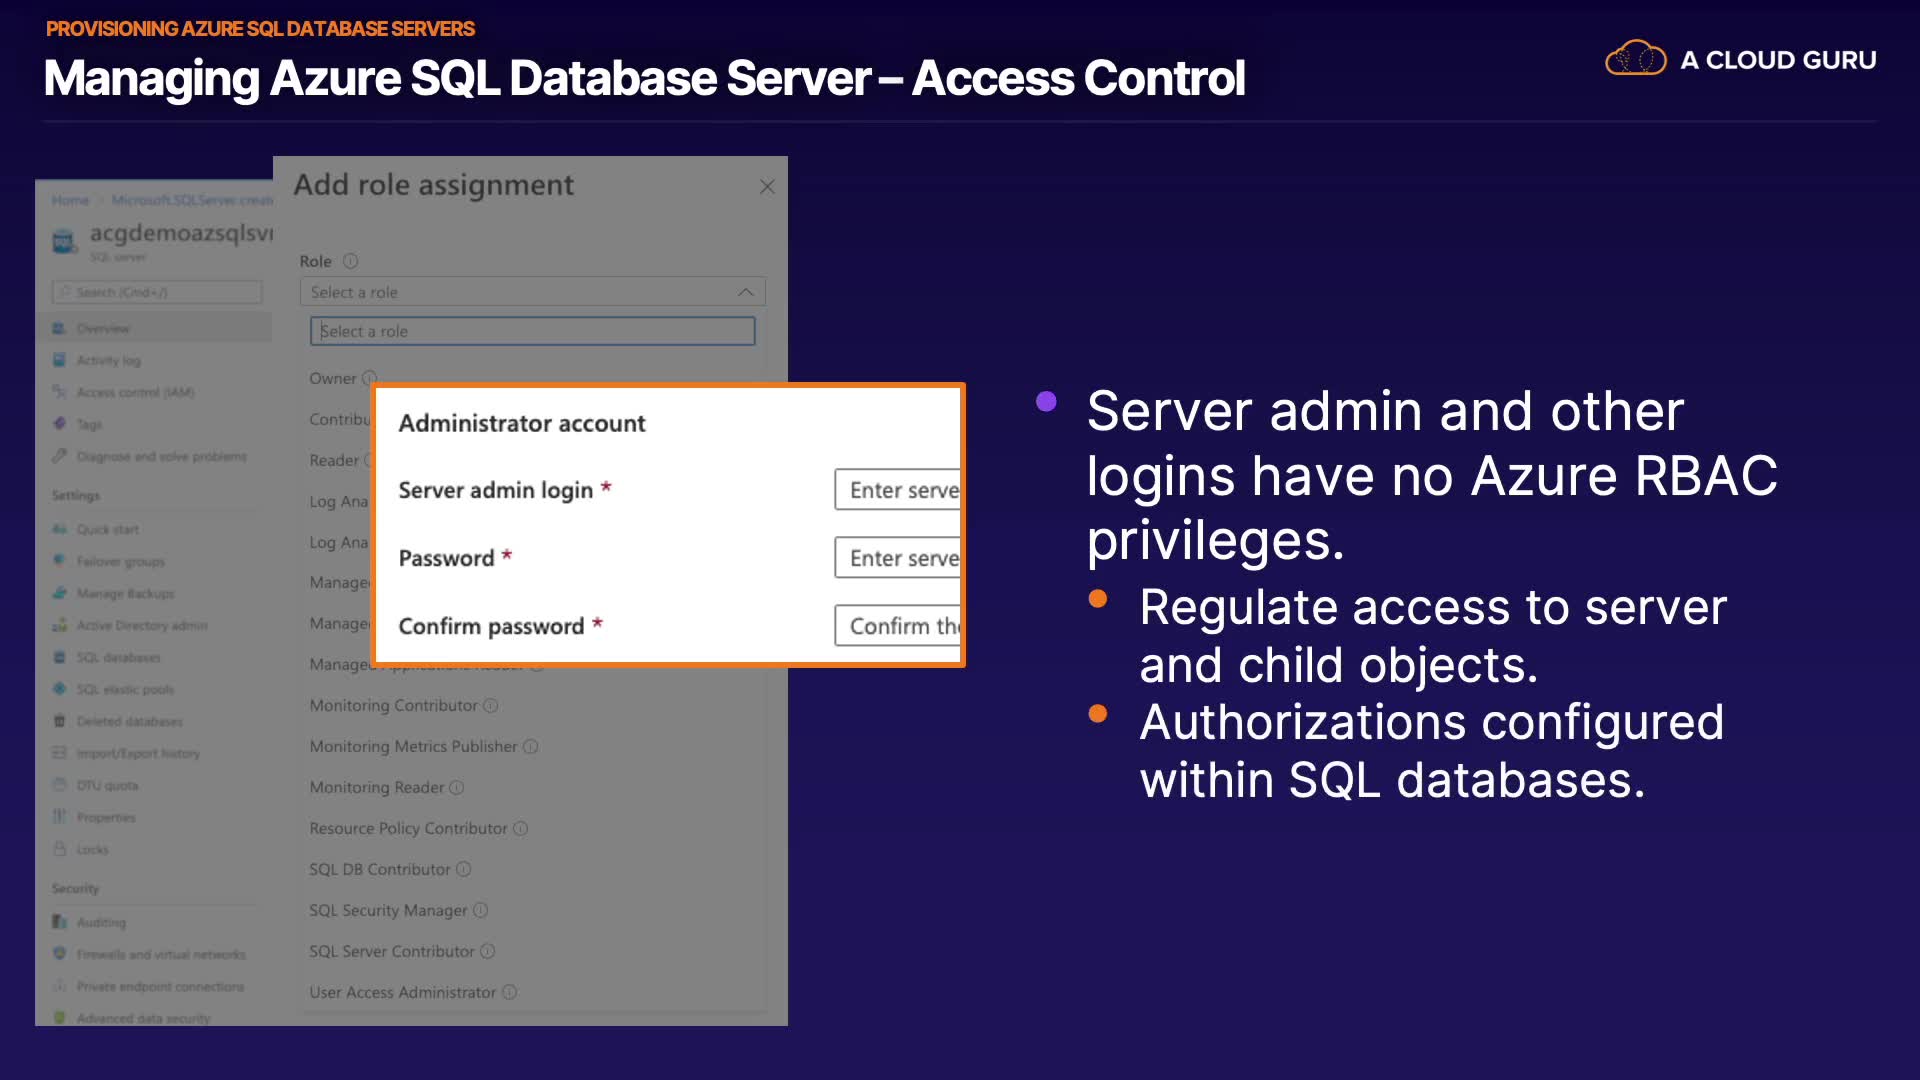 PROVISIONING AZURE SQL DATABASE SERVERS
Managing Azure SQL Database Server – Access Control
A CLOUD GURU
Home > Microsoft.SQLServer.creat
acgdemoazsqlsvr
SQL server
Search (Cmd+/)
Overview
Activity log
Access control (IAM)
Tags
Diagnose and solve problems
Settings
Quick start
Failover groups
Manage Backups
Active Directory admin
SQL databases
SQL elastic pools
Deleted databases
Import/Export history
DTU quota
Properties
Locks
Security
Auditing
Firewalls and virtual networks
Private endpoint connections
Advanced data security
Add role assignment
Role
Select a role
Select a role
Owner
Contribu
Reader
Log Ana
Log Ana
Manage
Manage
Manage
Monitoring Contributor
Monitoring Metrics Publisher
Monitoring Reader
Resource Policy Contributor
SQL DB Contributor
SQL Security Manager
SQL Server Contributor
User Access Administrator
Administrator account
Server admin login * Enter serve
Password * Enter serve
Confirm password * Confirm the
Server admin and other
logins have no Azure RBAC
privileges.
Regulate access to server
and child objects.
Authorizations configured
within SQL databases.